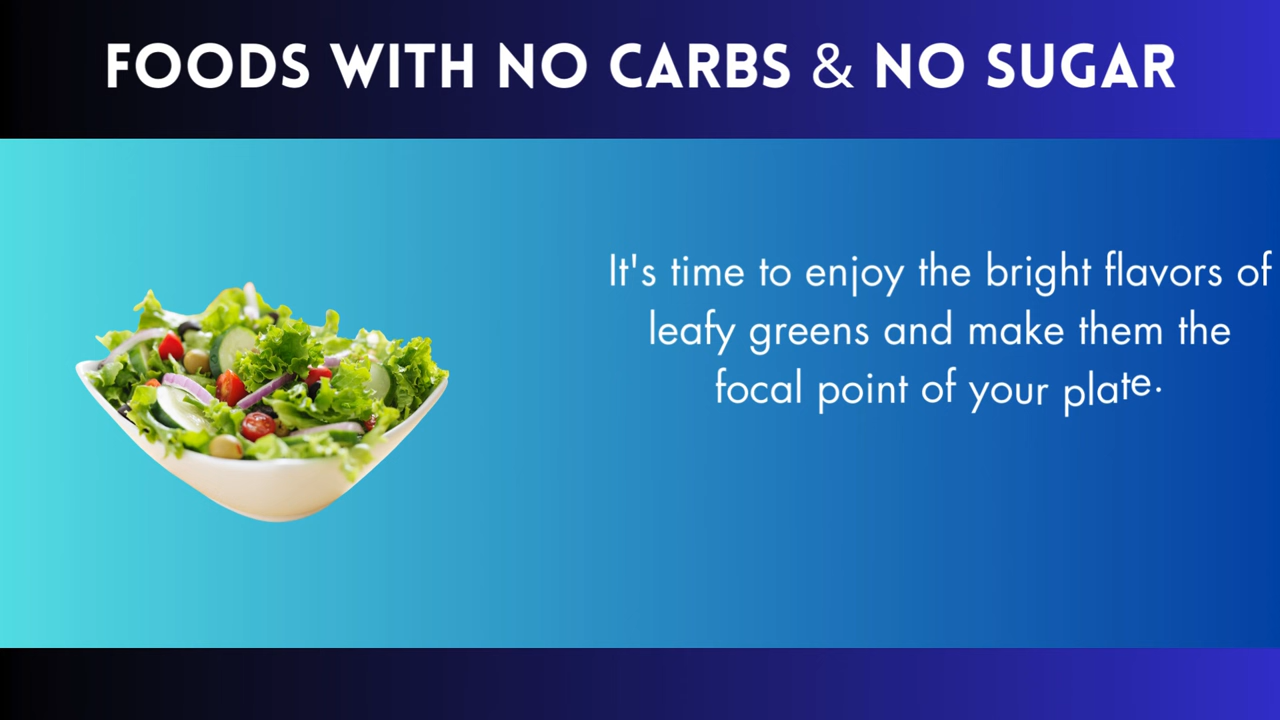 FOODS WITH NO CARBS & NO SUGAR
It's time to enjoy the bright flavors of
leafy greens and make them the
focal point of your plate.